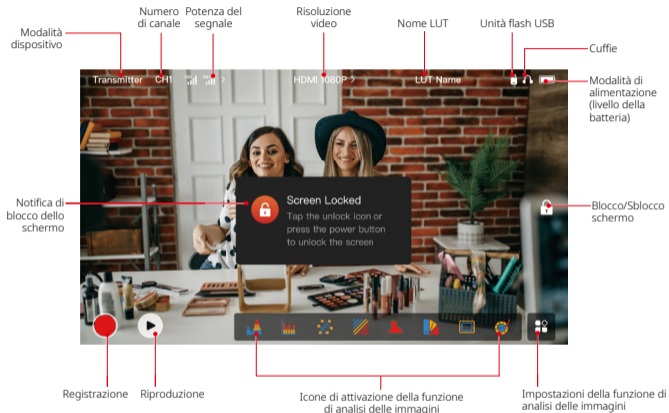 Modalità
dispositivo
Numero
di canale
Potenza del
segnale
Risoluzione
video
Nome LUT
Unità flash USB
Cuffie
Modalità di
alimentazione
(livello della
batteria)
Transmitter
CH1
HDMI 1080P >
LUT Name
Notifica di
blocco dello
schermo
Screen Locked
Tap the unlock icon or
press the power button
to unlock the screen
Blocco/Sblocco
schermo
Registrazione
Riproduzione
Icone di attivazione della funzione
di analisi delle immagini
Impostazioni della funzione di
analisi delle immagini